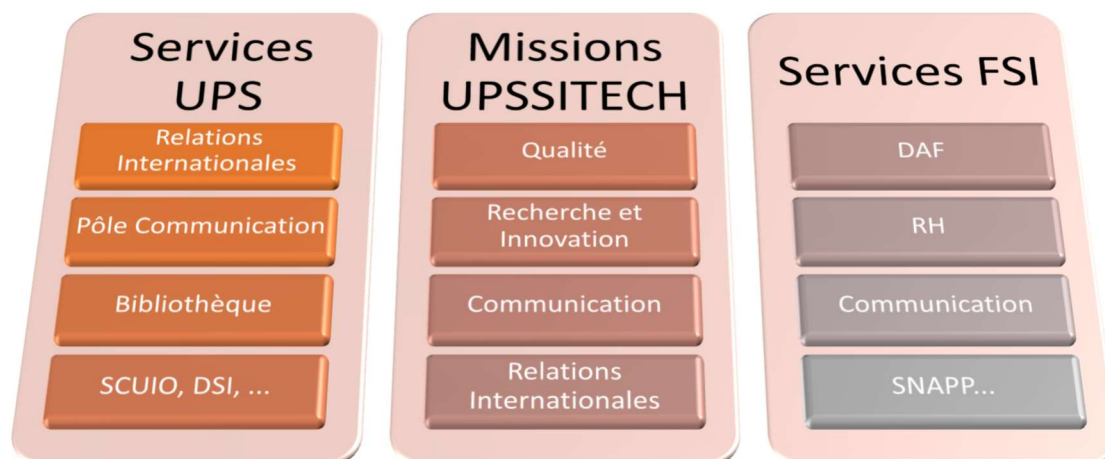 Services
UPS
Relations
Internationales
Pôle Communication
Bibliothèque
SCUIO, DSI, ...
Missions
UPSSITECH
Qualité
Recherche et
Innovation
Communication
Relations
Internationales
Services FSI
DAF
RH
Communication
SNAPP...